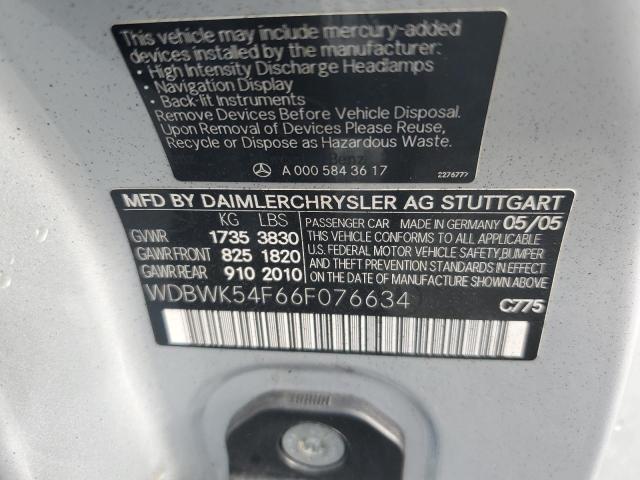 This vehicle may include mercury-added
devices installed by the manufacturer:
• High Intensity Discharge Headlamps
• Navigation Display
• Back-lit Instruments
Remove Devices Before Vehicle Disposal.
Upon Removal of Devices Please Reuse,
Recycle or Dispose as Hazardous Waste.
A 000 584 36 17
2276777
MFD BY DAIMLERCHRYSLER AG STUTTGART
KG LBS
GVWR 1735 3830
GAWR FRONT 825 1820
GAWR REAR 910 2010
PASSENGER CAR MADE IN GERMANY 05/05
THIS VEHICLE CONFORMS TO ALL APPLICABLE
U.S. FEDERAL MOTOR VEHICLE SAFETY, BUMPER
AND THEFT PREVENTION STANDARDS IN EFFECT
ON THE DATE OF MANUFACTURE SHOWN ABOVE
WDBWK54F66F076634
C775